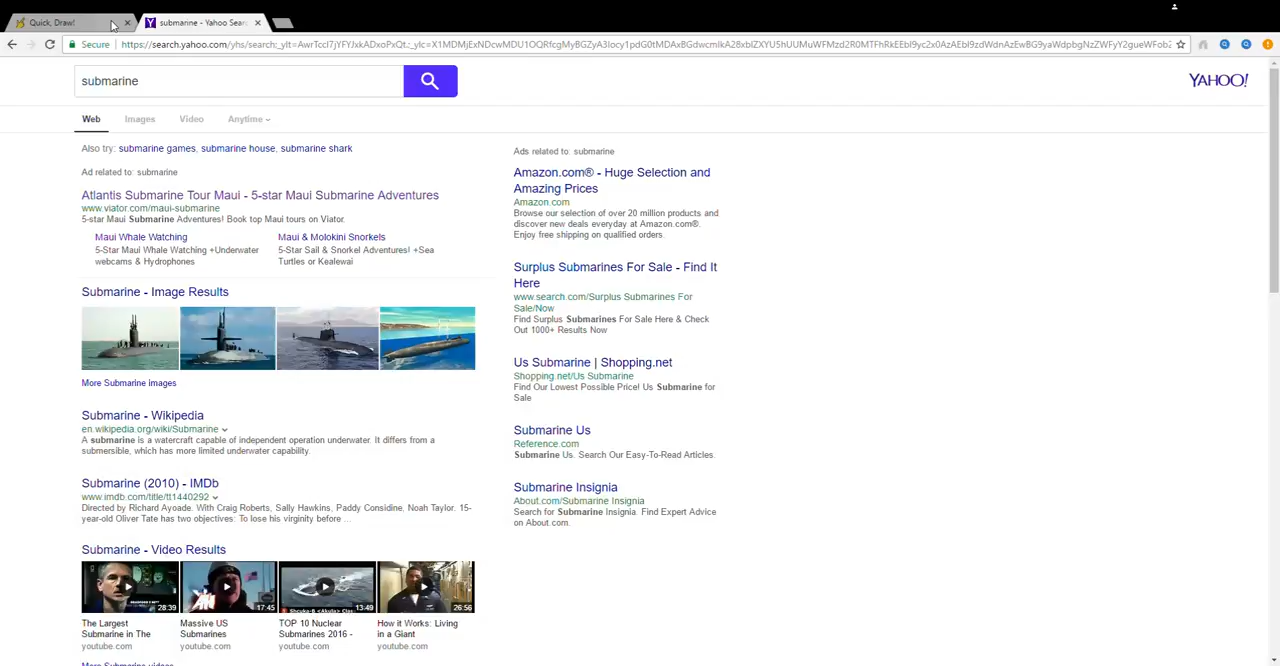 Quick, Draw!
submarine - Yahoo Sear
Secure
submarine
YAHOO!
Web
Images
Video
Anytime
Also try: submarine games, submarine house, submarine shark
Ad related to: submarine
Atlantis Submarine Tour Maui - 5-star Maui Submarine Adventures
www.viator.com/maui-submarine
5-star Maui Submarine Adventures! Book top Maui tours on Viator.
Maui Whale Watching
5-Star Maui Whale Watching +Underwater
webcams & Hydrophones
Maui & Molokini Snorkels
5-Star Sail & Snorkel Adventures! +Sea
Turtles or Kealewai
Submarine - Image Results
More Submarine images
Submarine - Wikipedia
en.wikipedia.org/wiki/Submarine
A submarine is a watercraft capable of independent operation underwater. It differs from a
submersible, which has more limited underwater capability.
Submarine (2010) - IMDb
www.imdb.com/title/tt1440292
Directed by Richard Ayoade. With Craig Roberts, Sally Hawkins, Paddy Considine, Noah Taylor. 15-
year-old Oliver Tate has two objectives: To lose his virginity before ...
Submarine - Video Results
28:39
17:45
13:49
26:56
The Largest
Submarine in The
youtube.com
Massive US
Submarines
youtube.com
TOP 10 Nuclear
Submarines 2016 -
youtube.com
How it Works: Living
in a Giant
youtube.com
More Submarine videos
Ads related to: submarine
Amazon.com® - Huge Selection and
Amazing Prices
Amazon.com
Browse our selection of over 20 million products and
discover new deals everyday at Amazon.com®.
Enjoy free shipping on qualified orders.
Surplus Submarines For Sale - Find It
Here
www.search.com/Surplus Submarines For
Sale/Now
Find Surplus Submarines For Sale Here & Check
Out 1000+ Results Now
Us Submarine | Shopping.net
Shopping.net/Us Submarine
Find Our Lowest Possible Price! Us Submarine for
Sale
Submarine Us
Reference.com
Submarine Us. Search Our Easy-To-Read Articles.
Submarine Insignia
About.com/Submarine Insignia
Search for Submarine Insignia. Find Expert Advice
on About.com.